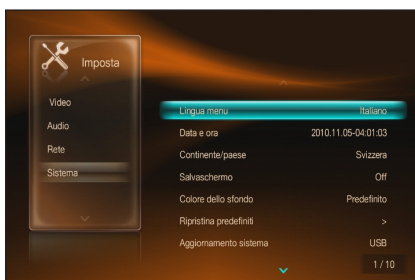 Imposta
Video
Audio
Rete
Sistema
Lingua menu Italiano
Data e ora 2010.11.05-04:01:03
Continente/paese Svizzera
Salvaschermo Off
Colore dello sfondo Predefinito
Ripristina predefiniti >
Aggiornamento sistema USB
1 / 10